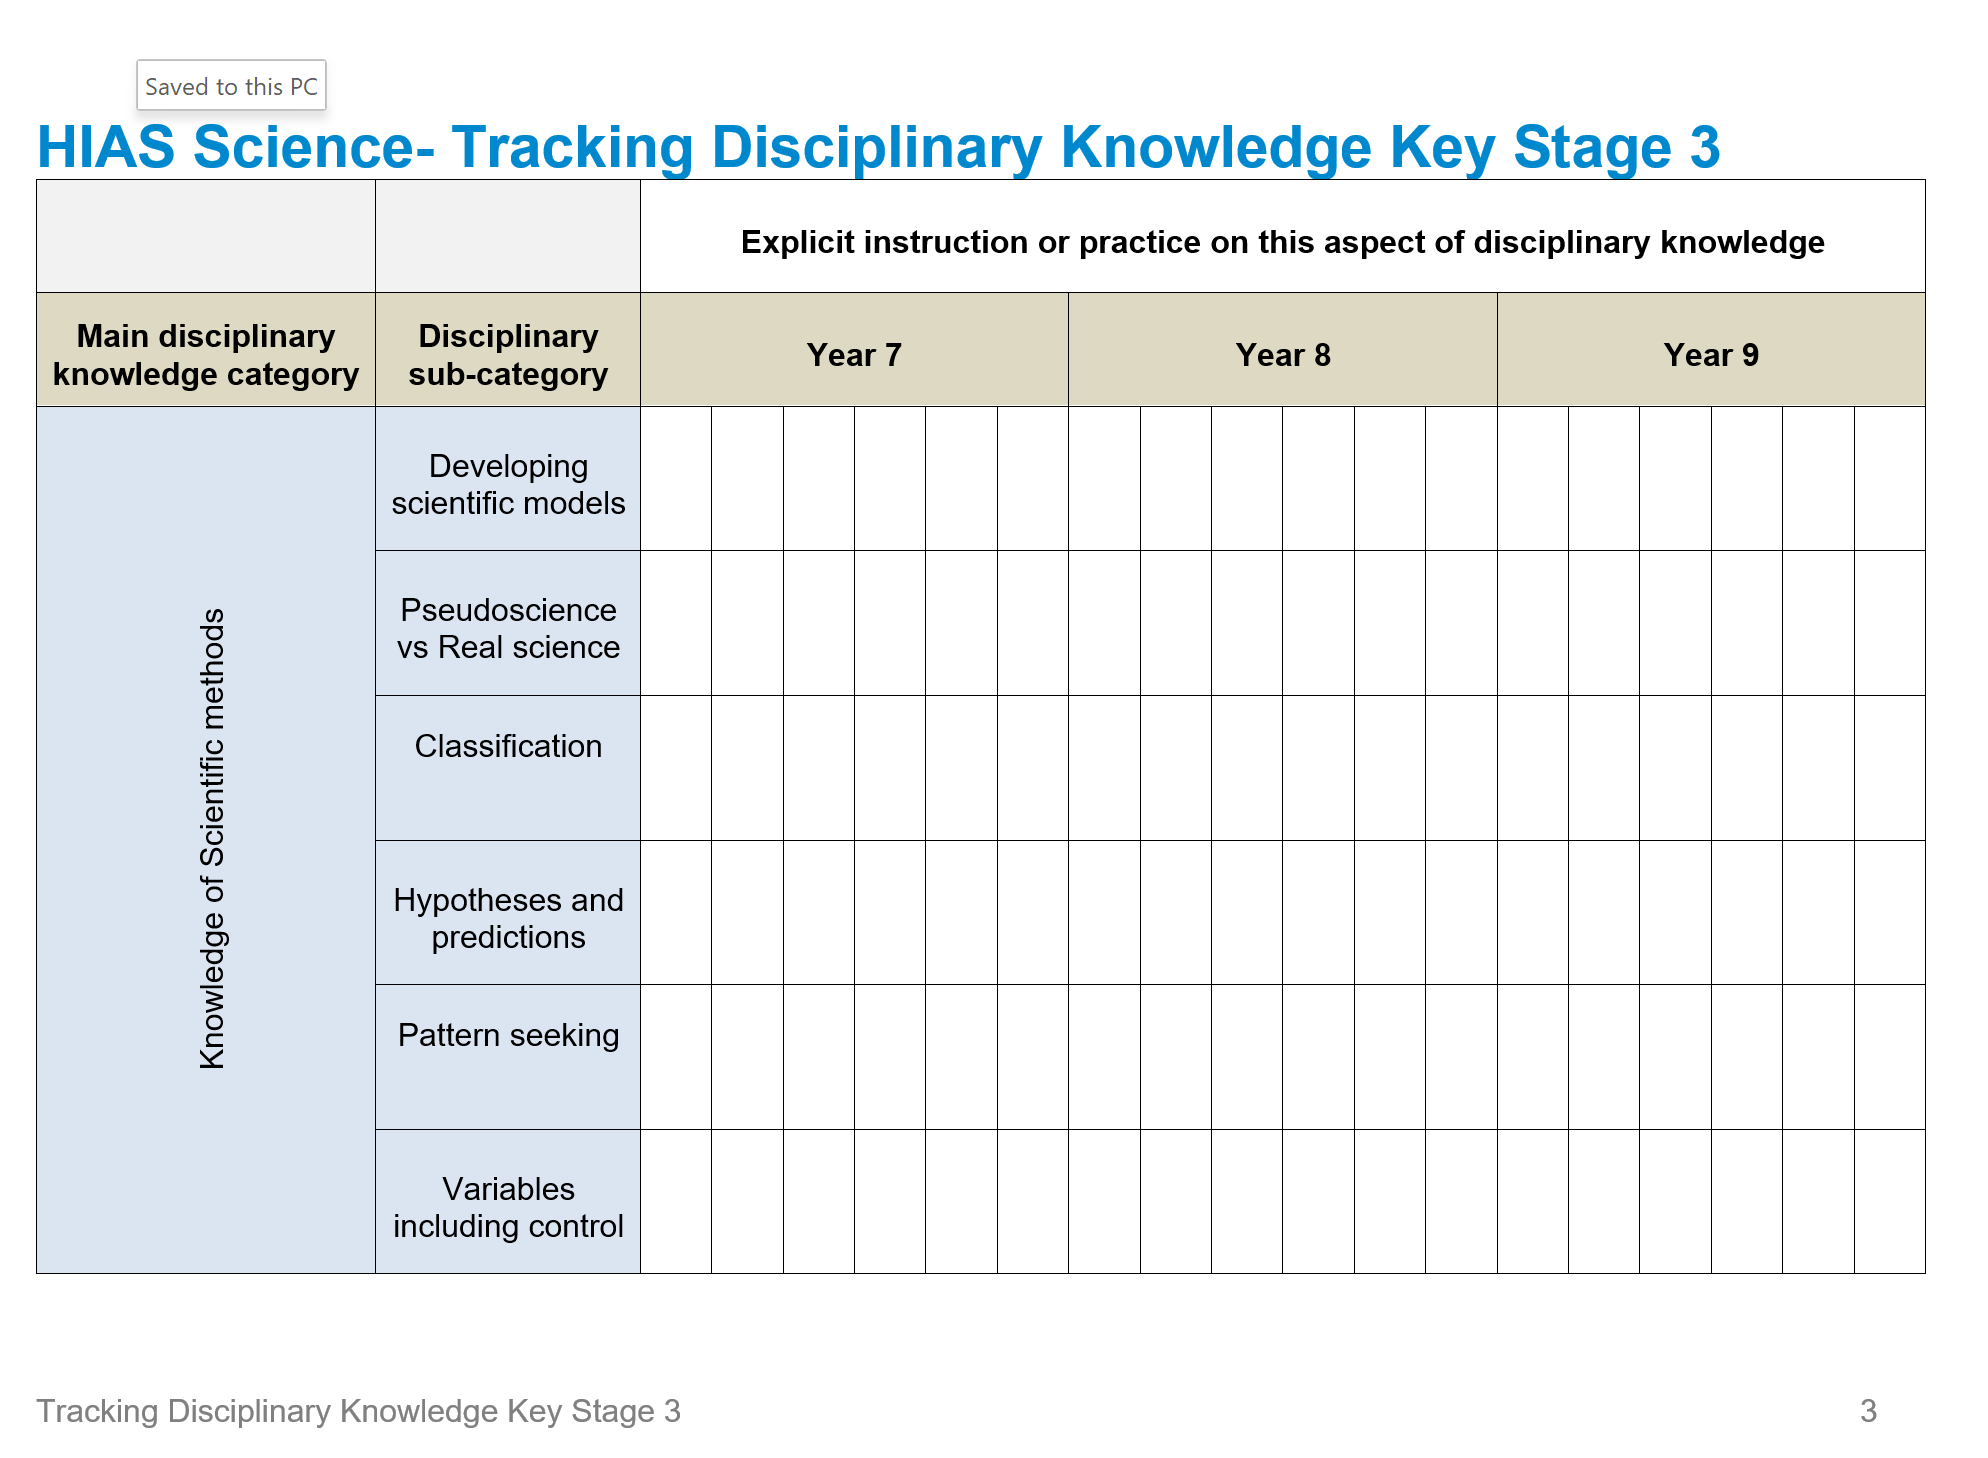 Saved to this PC
HIAS Science- Tracking Disciplinary Knowledge Key Stage 3
Explicit instruction or practice on this aspect of disciplinary knowledge
Main disciplinary
knowledge category
Disciplinary
sub-category
Year 7
Year 8
Year 9
Knowledge of Scientific methods
Developing
scientific models
Pseudoscience
vs Real science
Classification
Hypotheses and
predictions
Pattern seeking
Variables
including control
Tracking Disciplinary Knowledge Key Stage 3
3